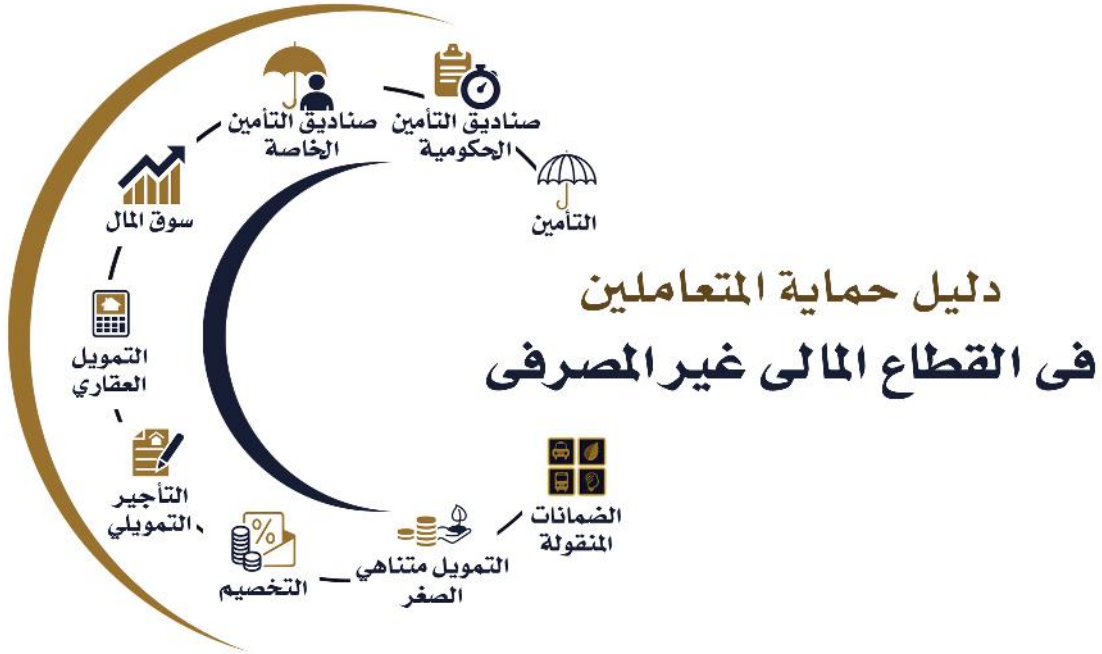 صناديق التأمين
الحكومية
صناديق التأمين
الخاصة
التأمين
سوق المال
دليل حماية المتعاملين
فى القطاع المالى غير المصرفى
التمويل
العقاري
التأجير
التمويلي
التخصيم
%
التمويل متناهي
الصغر
الضمانات
المنقولة